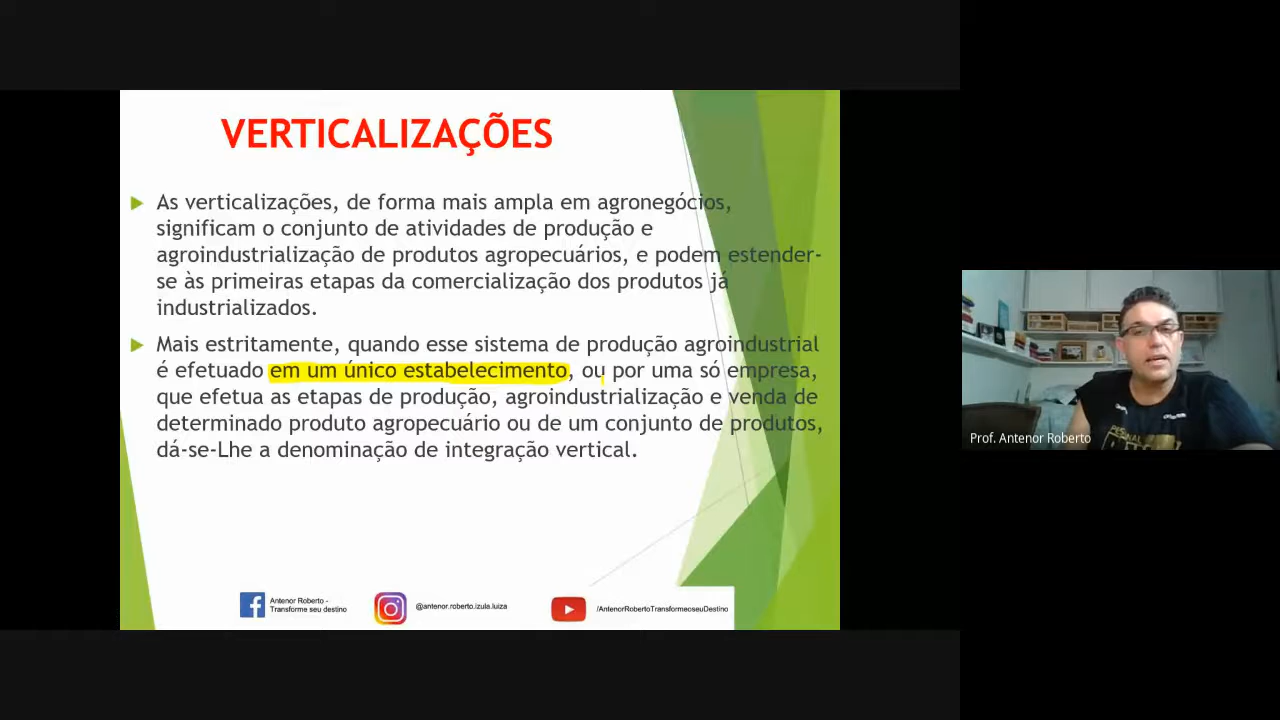 VERTICALIZAÇÕES
As verticalizações, de forma mais ampla em agronegócios,
significam o conjunto de atividades de produção e
agroindustrialização de produtos agropecuários, e podem estender-
se às primeiras etapas da comercialização dos produtos já
industrializados.
Mais estritamente, quando esse sistema de produção agroindustrial
é efetuado em um único estabelecimento, ou por uma só empresa,
que efetua as etapas de produção, agroindustrialização e venda de
determinado produto agropecuário ou de um conjunto de produtos,
dá-se-Lhe a denominação de integração vertical.
Antenor Roberto -
Transforme seu destino
@antenor.roberto.izula.luiza
/AntenorRobertoTransformeoseuDestino
Prof. Antenor Roberto